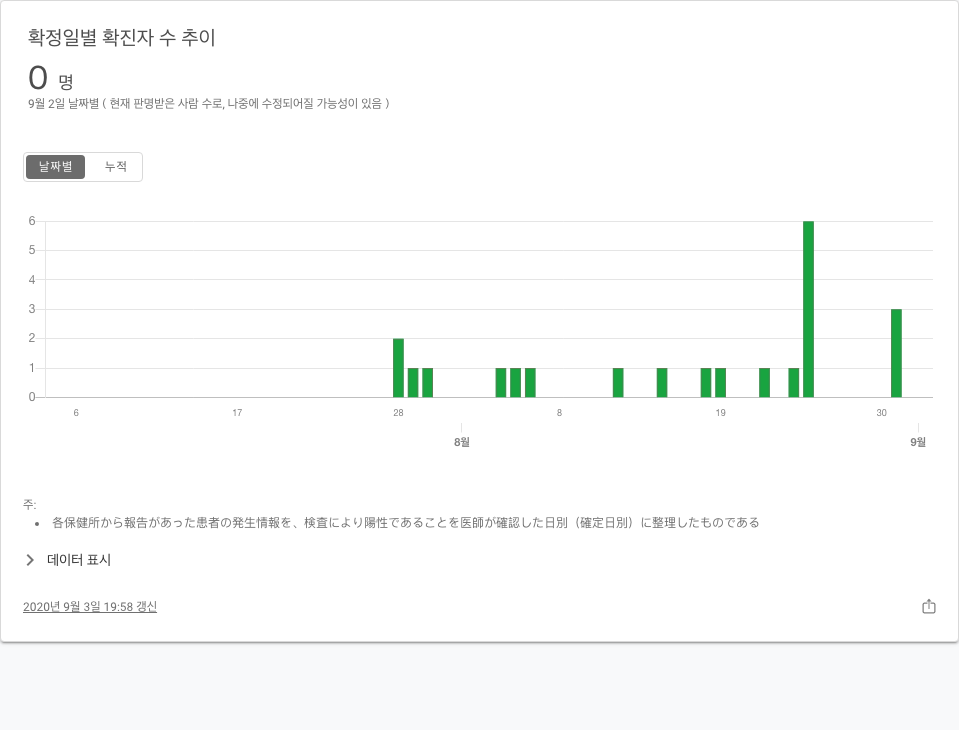 확정일별 확진자 수 추이
0 명
9월 2일 날짜별 ( 현재 판명받은 사람 수로, 나중에 수정되어질 가능성이 있음 )
날짜별 누적
6
5
4
3
2
1
0
6 17 28 8 19 30
8월 9월
주:
• 各保健所から報告があった患者の発生情報を、検査により陽性であることを医師が確認した日別（確定日別）に整理したものである
데이터 표시
2020년 9월 3일 19:58 갱신